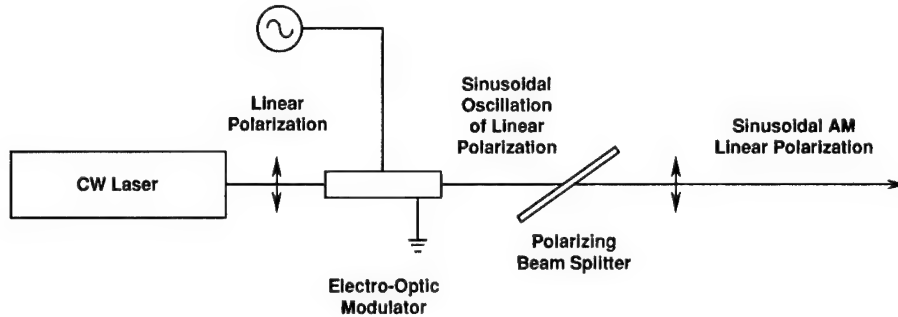 Linear
Polarization
Sinusoidal
Oscillation
of Linear
Polarization
Sinusoidal AM
Linear Polarization
CW Laser
Polarizing
Beam Splitter
Electro-Optic
Modulator